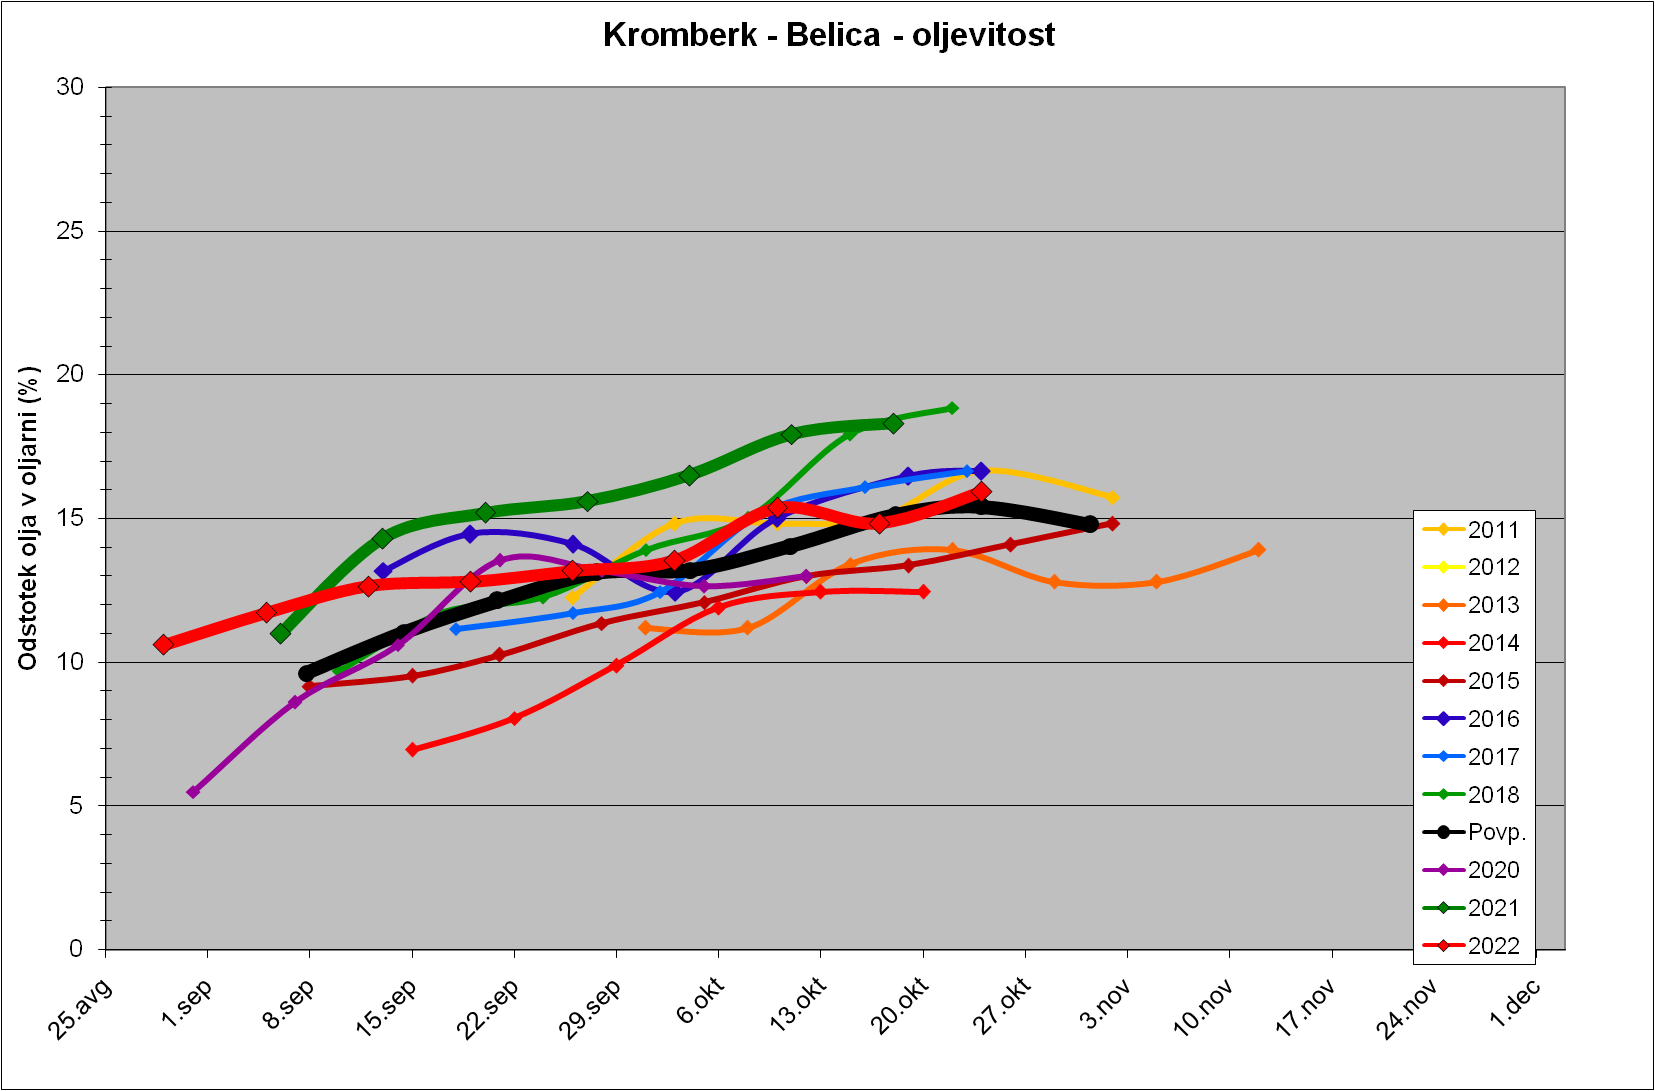 Kromberk - Belica - oljevitost
Odstotek olja v oljarni (%)
30
25
20
15
10
5
0
25.avg
1.sep
8.sep
15.sep
22.sep
29.sep
6.okt
13.okt
20.okt
27.okt
3.nov
10.nov
17.nov
24.nov
1.dec
2011
2012
2013
2014
2015
2016
2017
2018
Povp.
2020
2021
2022